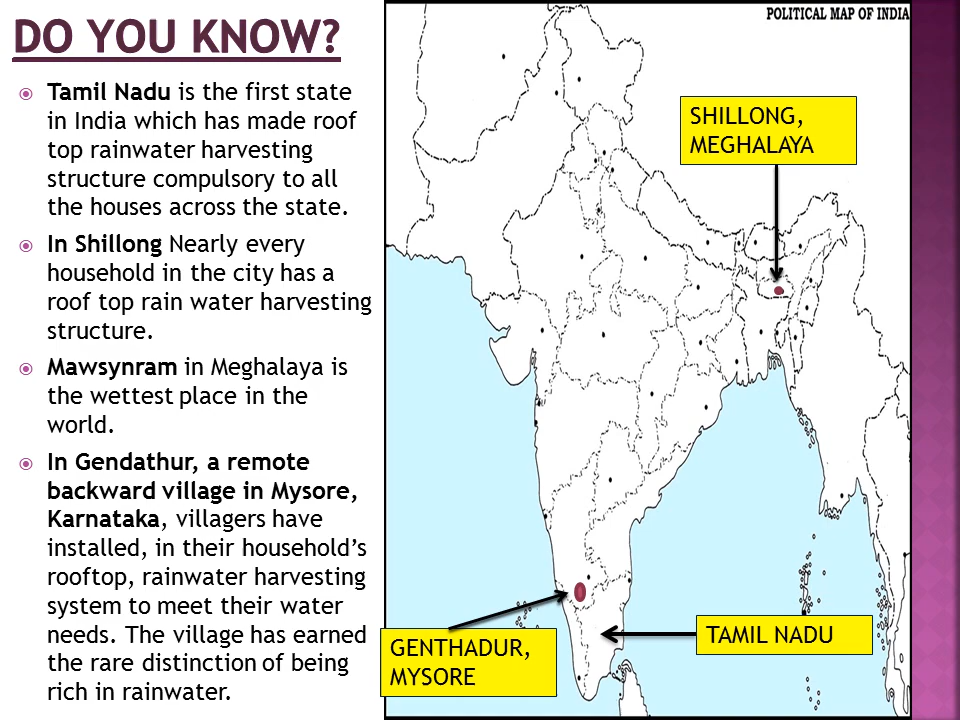 DO YOU KNOW?
Tamil Nadu is the first state
in India which has made roof
top rainwater harvesting
structure compulsory to all
the houses across the state.
In Shillong Nearly every
household in the city has a
roof top rain water harvesting
structure.
Mawsynram in Meghalaya is
the wettest place in the
world.
In Gendathur, a remote
backward village in Mysore,
Karnataka, villagers have
installed, in their household’s
rooftop, rainwater harvesting
system to meet their water
needs. The village has earned
the rare distinction of being
rich in rainwater.
POLITICAL MAP OF INDIA
SHILLONG,
MEGHALAYA
GENTHADUR,
MYSORE
TAMIL NADU